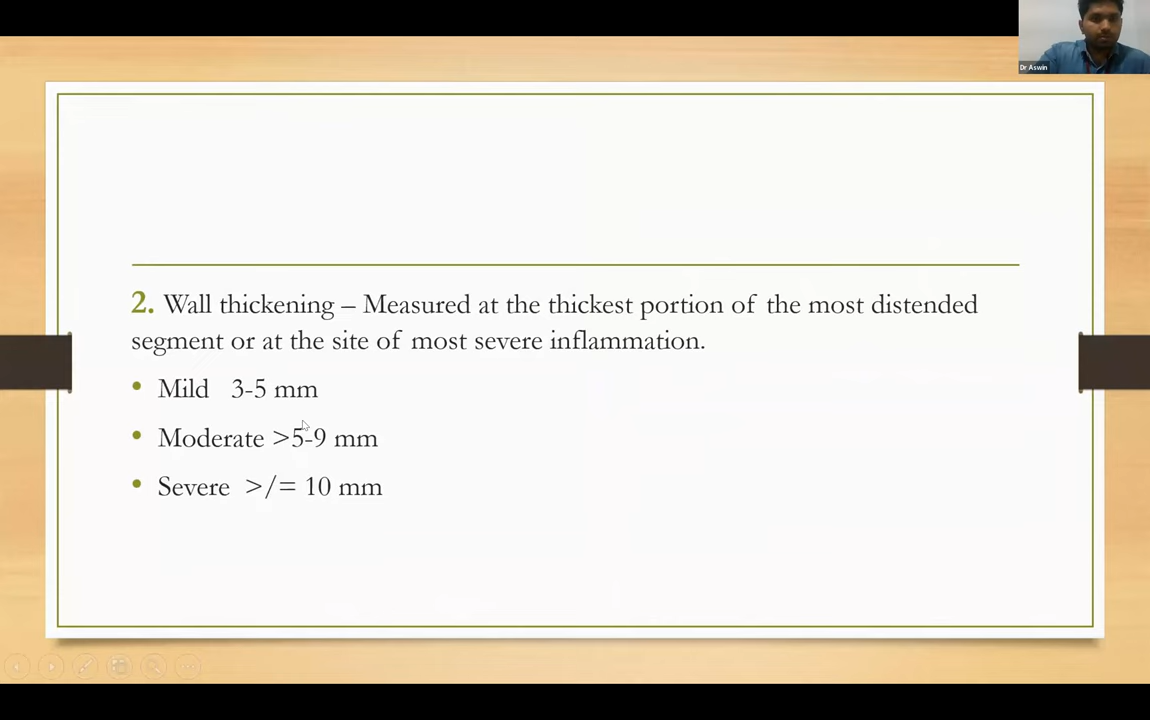 Dr Aswin
2. Wall thickening – Measured at the thickest portion of the most distended
segment or at the site of most severe inflammation.
• Mild 3-5 mm
• Moderate >5-9 mm
• Severe >/= 10 mm